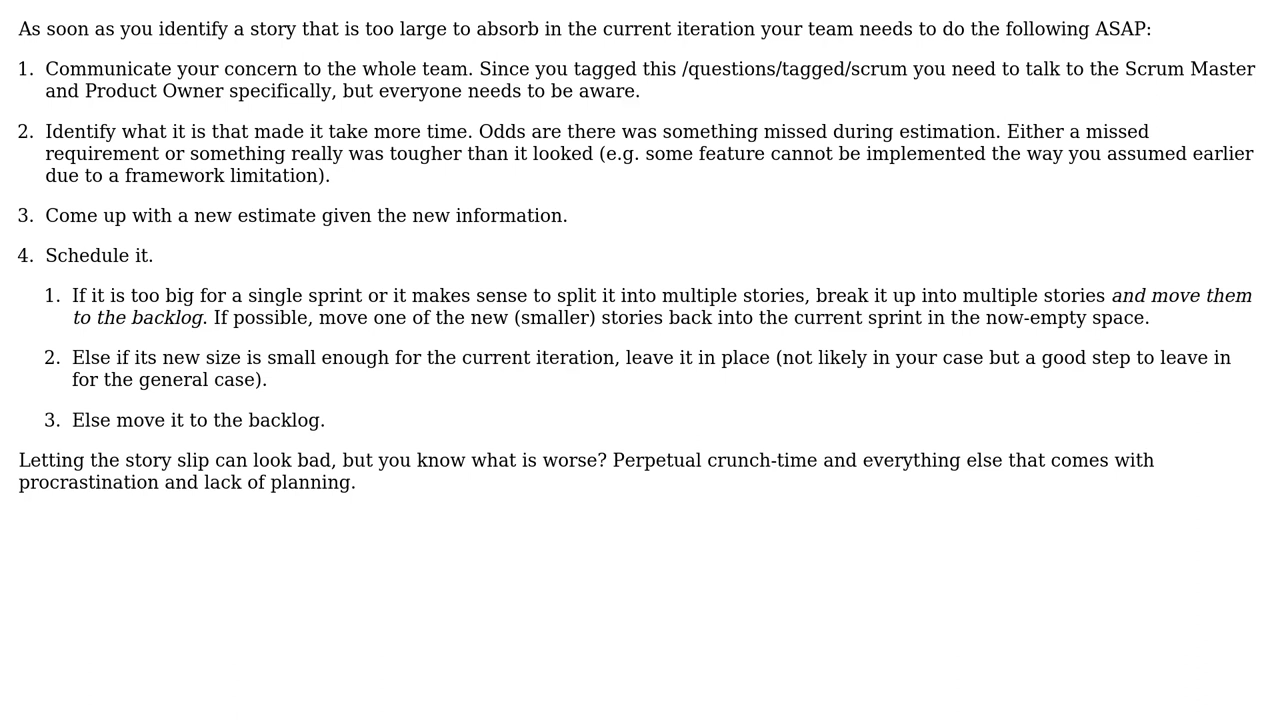 As soon as you identify a story that is too large to absorb in the current iteration your team needs to do the following ASAP:
1. Communicate your concern to the whole team. Since you tagged this /questions/tagged/scrum you need to talk to the Scrum Master
and Product Owner specifically, but everyone needs to be aware.
2. Identify what it is that made it take more time. Odds are there was something missed during estimation. Either a missed
requirement or something really was tougher than it looked (e.g. some feature cannot be implemented the way you assumed earlier
due to a framework limitation).
3. Come up with a new estimate given the new information.
4. Schedule it.
1. If it is too big for a single sprint or it makes sense to split it into multiple stories, break it up into multiple stories and move them
to the backlog. If possible, move one of the new (smaller) stories back into the current sprint in the now-empty space.
2. Else if its new size is small enough for the current iteration, leave it in place (not likely in your case but a good step to leave in
for the general case).
3. Else move it to the backlog.
Letting the story slip can look bad, but you know what is worse? Perpetual crunch-time and everything else that comes with
procrastination and lack of planning.